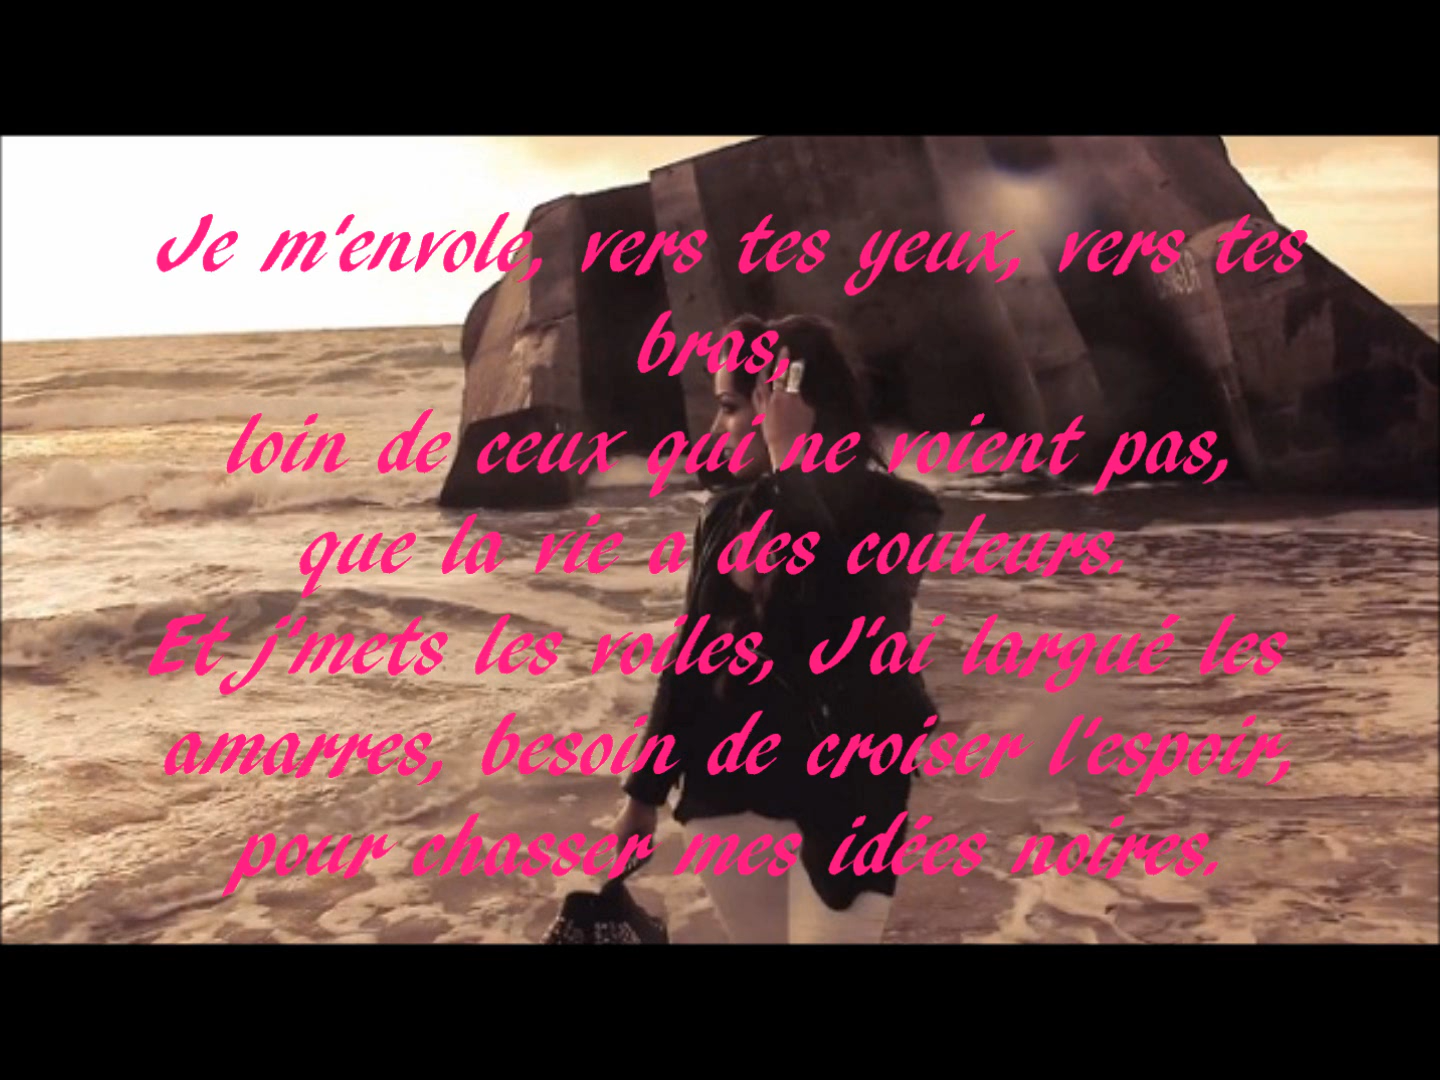 Je m'envole, vers tes yeux, vers tes
bras,
loin de ceux qui ne voient pas,
que la vie a des couleurs.
Et j'mets les voiles, J'ai largué les
amarres, besoin de croiser l'espoir,
pour chasser mes idées noires.